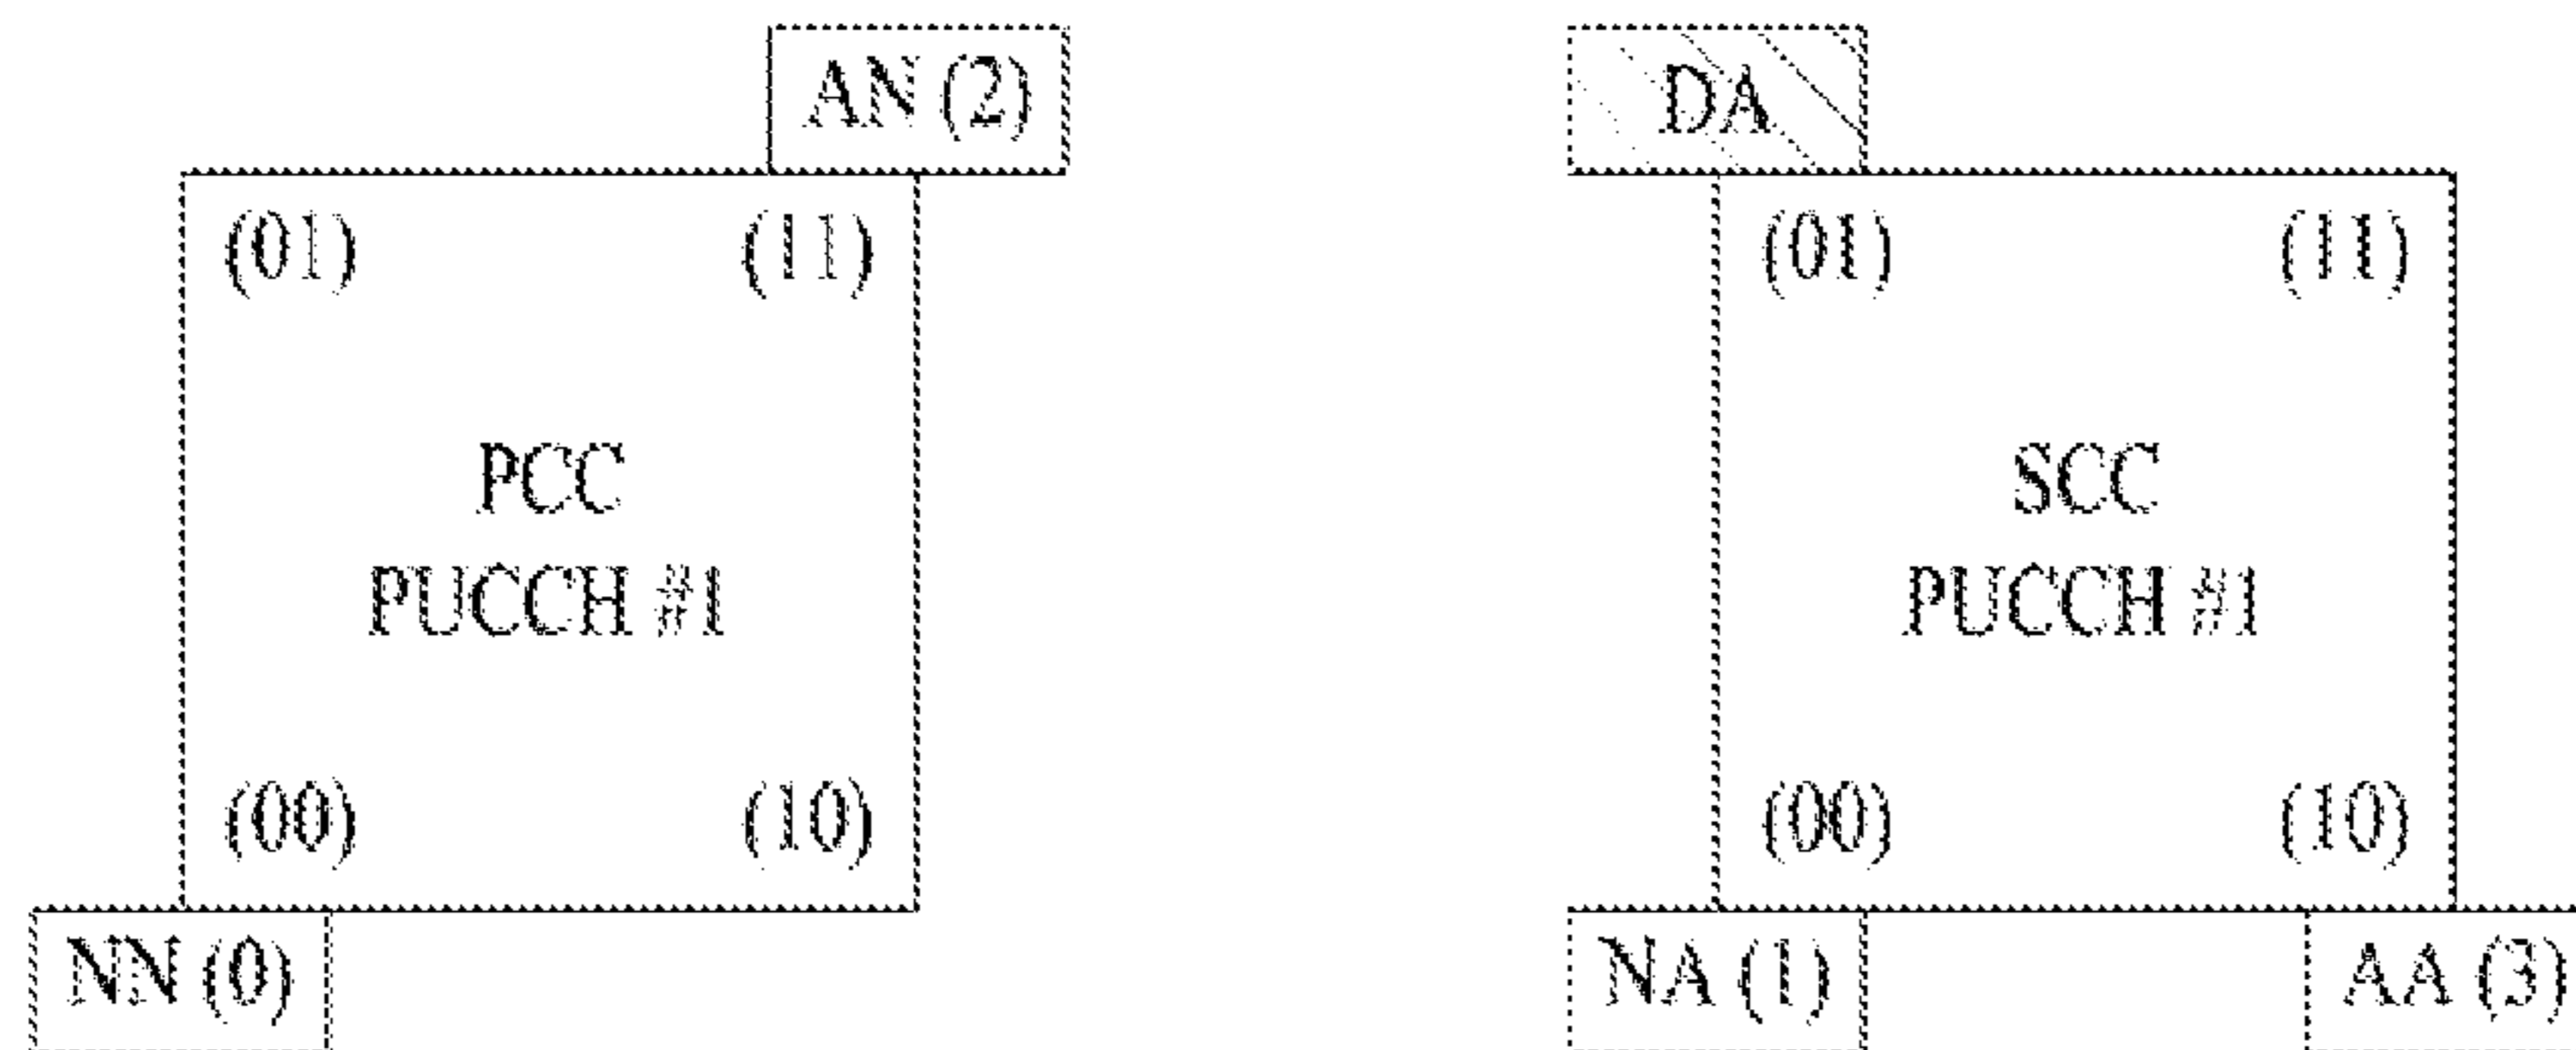 AN (2)
DA
(01) (11)
(01) (11)
PCC
PUCCH #1
SCC
PUCCH #1
(00) (10)
(00) (10)
NN (0)
NA (1)
AA (3)